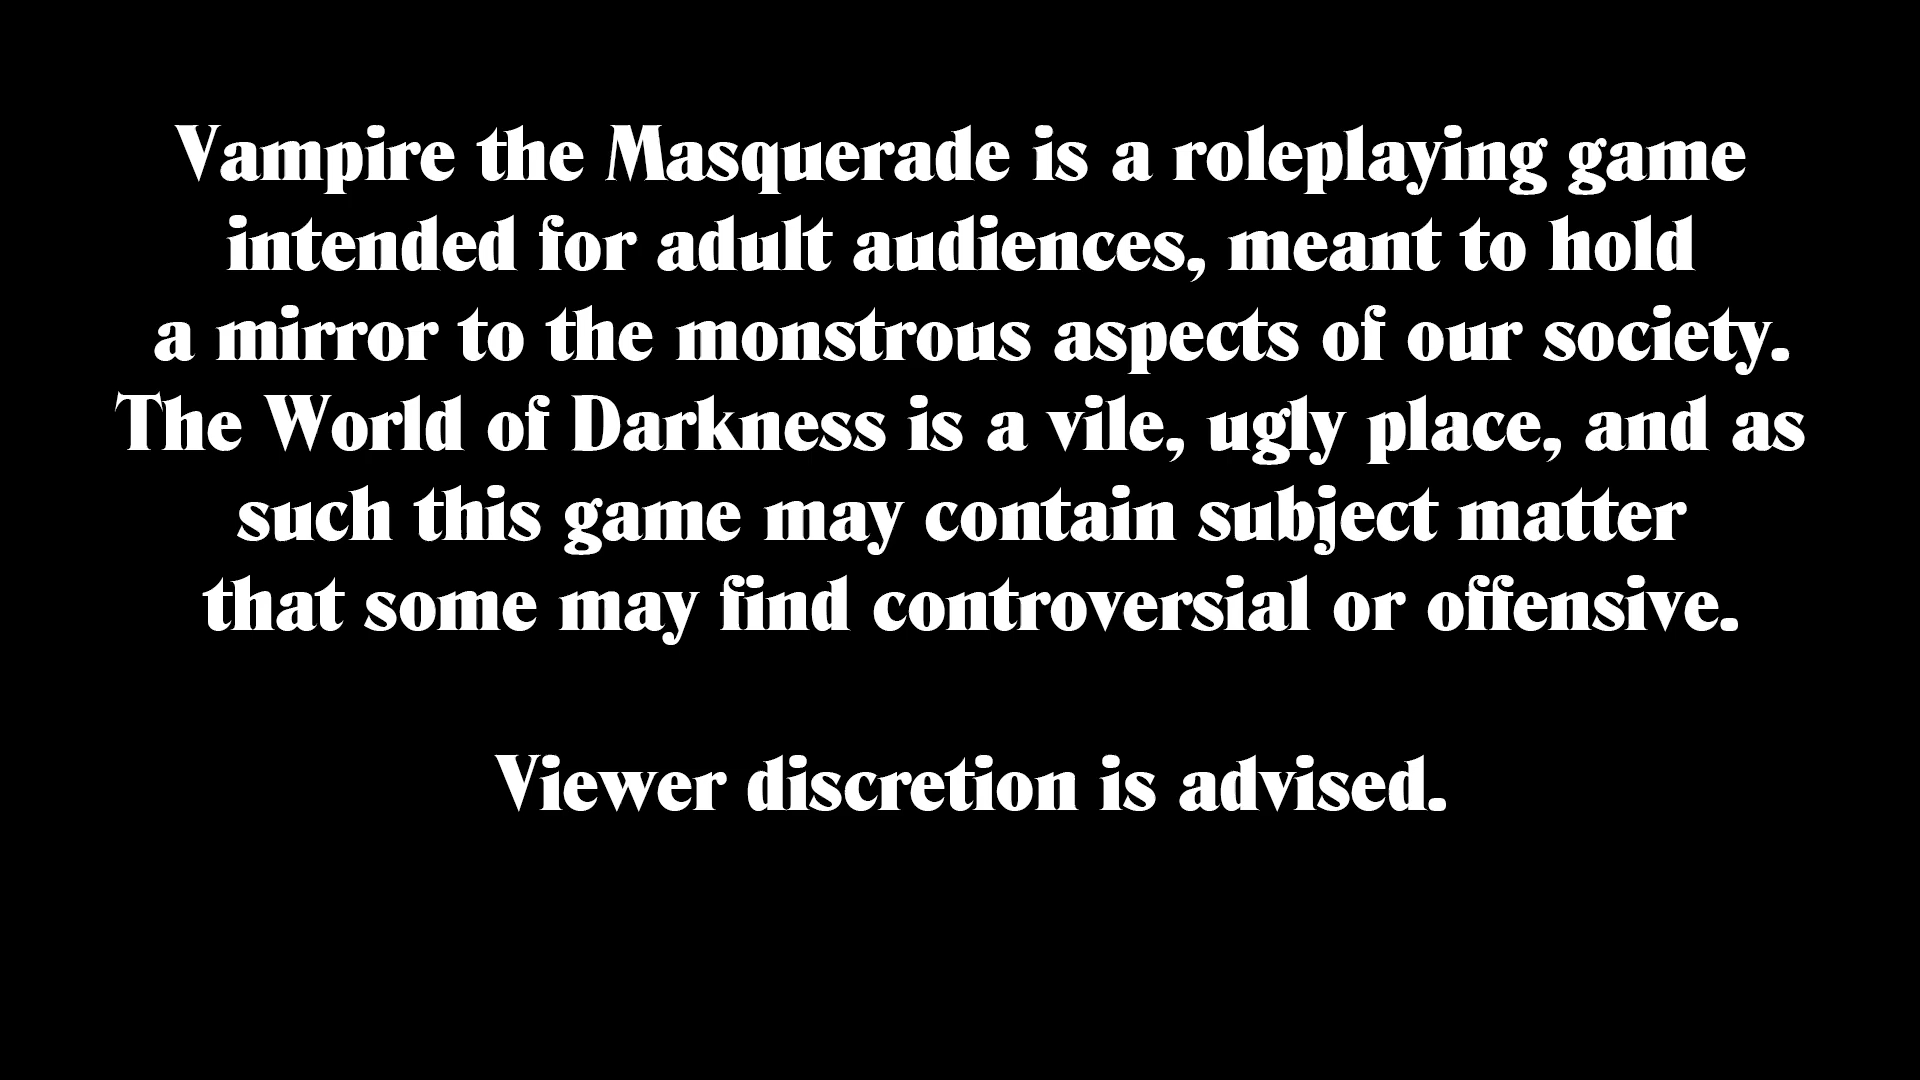 Vampire the Masquerade is a roleplaying game
intended for adult audiences, meant to hold
a mirror to the monstrous aspects of our society.
The World of Darkness is a vile, ugly place, and as
such this game may contain subject matter
that some may find controversial or offensive.
Viewer discretion is advised.